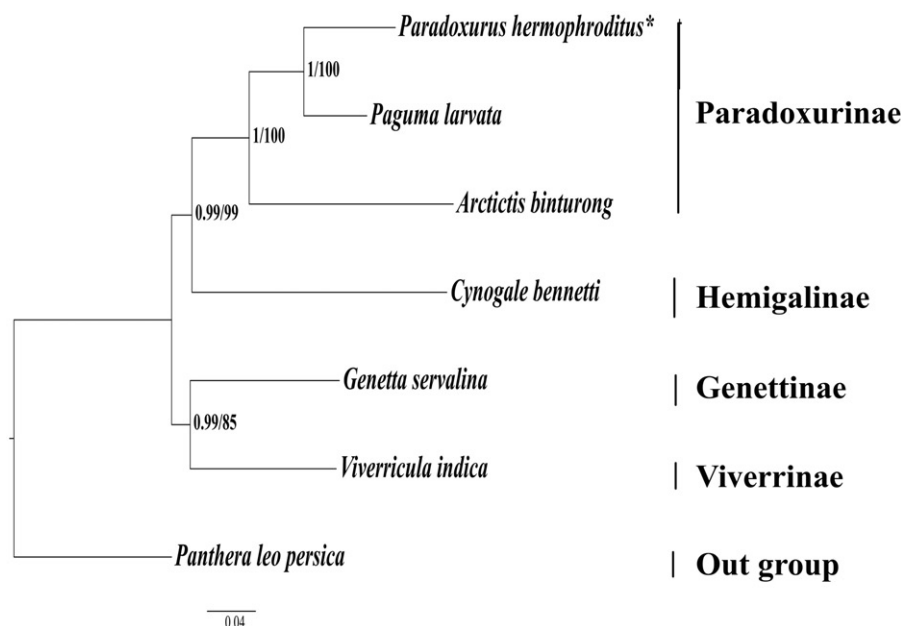 Paradoxurus hermophroditus*
1/100
Paguma larvata
Paradoxurinae
1/100
Arctictis binturong
0.99/99
Cynogale bennetti
Hemigalinae
Genetta servalina
Genettinae
0.99/85
Viverricula indica
Viverrinae
Panthera leo persica
Out group
0.04